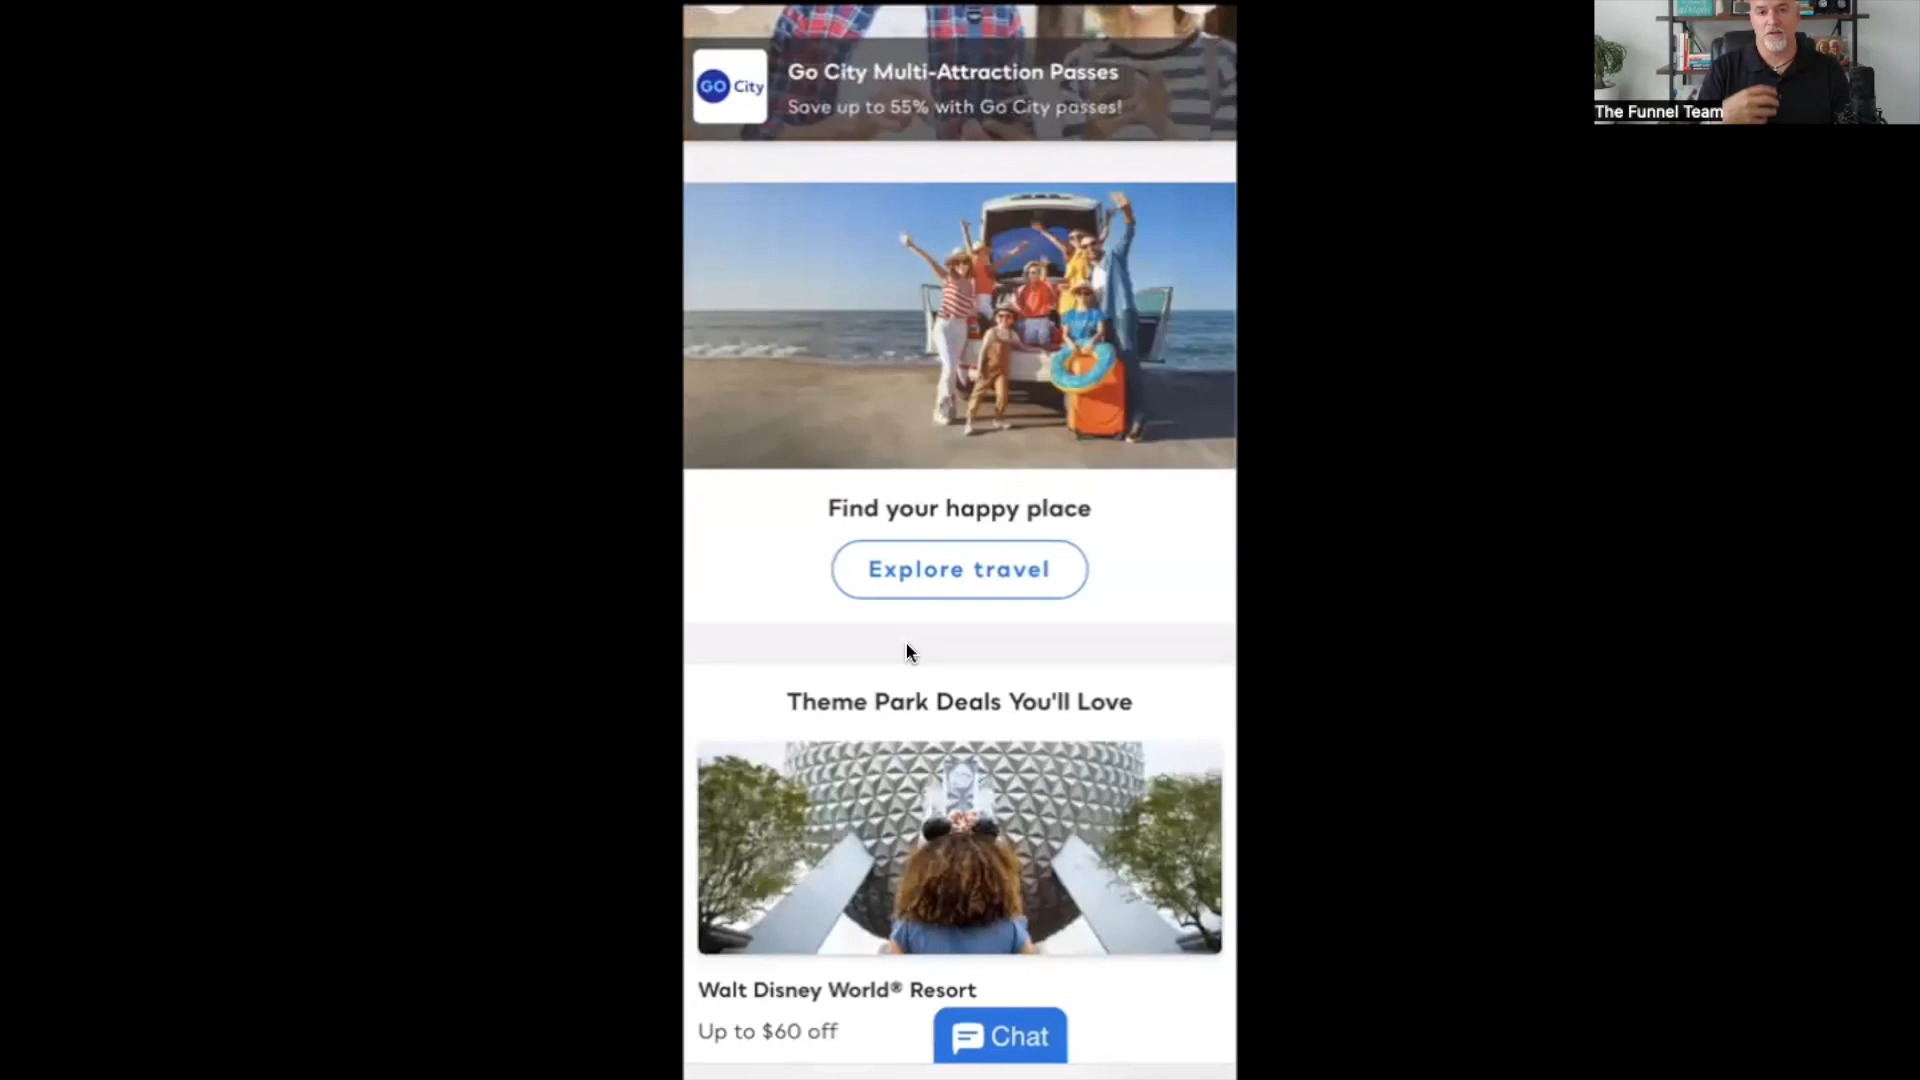 GO City
Go City Multi-Attraction Passes
Save up to 55% with Go City passes!
The Funnel Team
Find your happy place
Explore travel
Theme Park Deals You'll Love
Walt Disney World® Resort
Up to $60 off
Chat